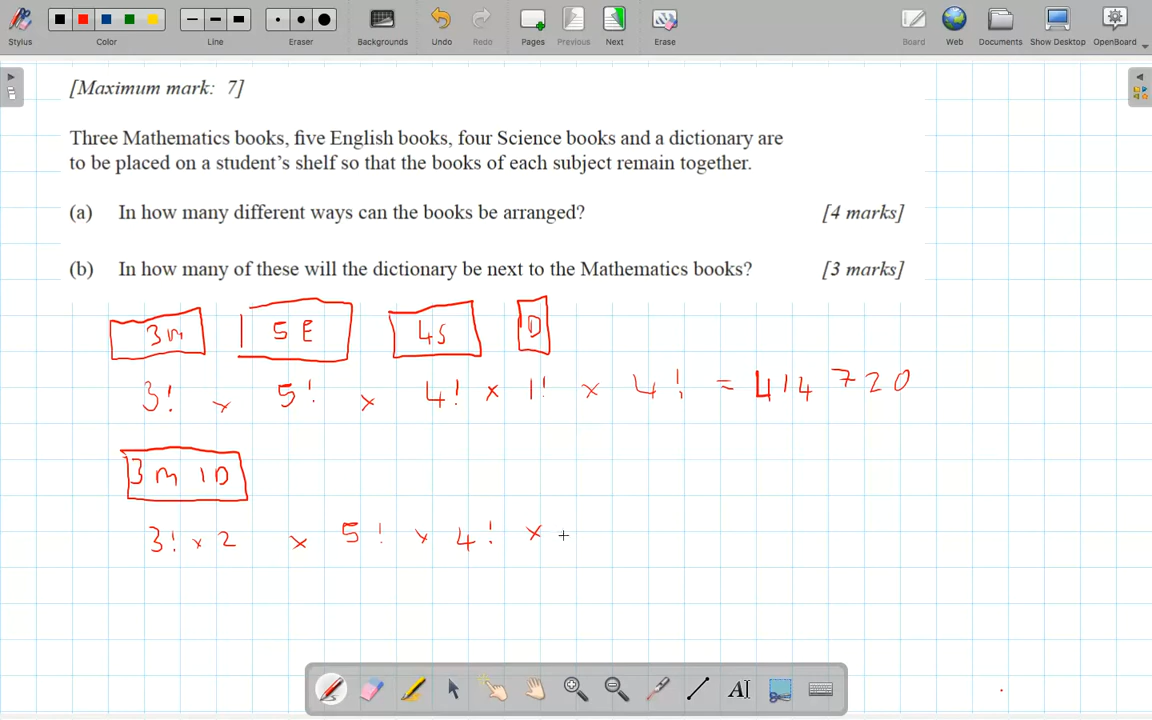 Stylus Color Line Eraser Backgrounds Undo Redo Pages Previous Next Erase Board Web Documents Show Desktop OpenBoard
[Maximum mark: 7]
Three Mathematics books, five English books, four Science books and a dictionary are
to be placed on a student's shelf so that the books of each subject remain together.
(a) In how many different ways can the books be arranged? [4 marks]
(b) In how many of these will the dictionary be next to the Mathematics books? [3 marks]
3m 5E 4S D
3! × 5! × 4! × 1! × 4! = 414 720
3m 1D
3! × 2 × 5! × 4! ×